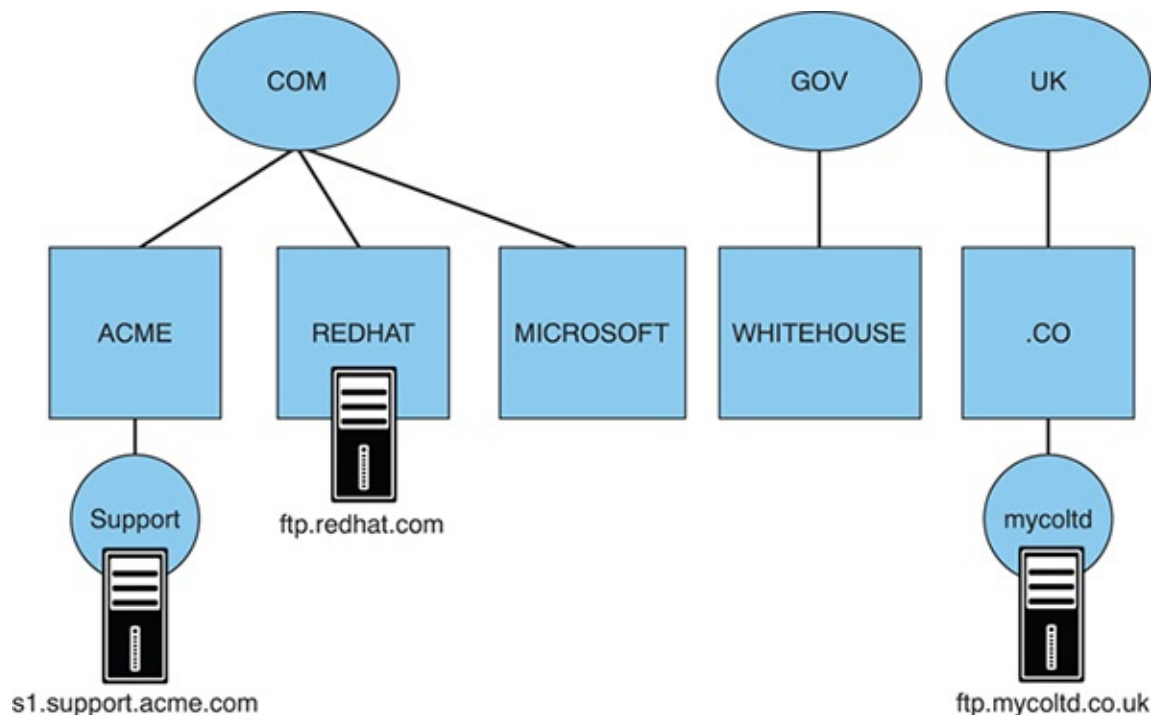 COM
GOV
UK
ACME
REDHAT
MICROSOFT
WHITEHOUSE
.CO
Support
ftp.redhat.com
mycoltd
s1.support.acme.com
ftp.mycoltd.co.uk